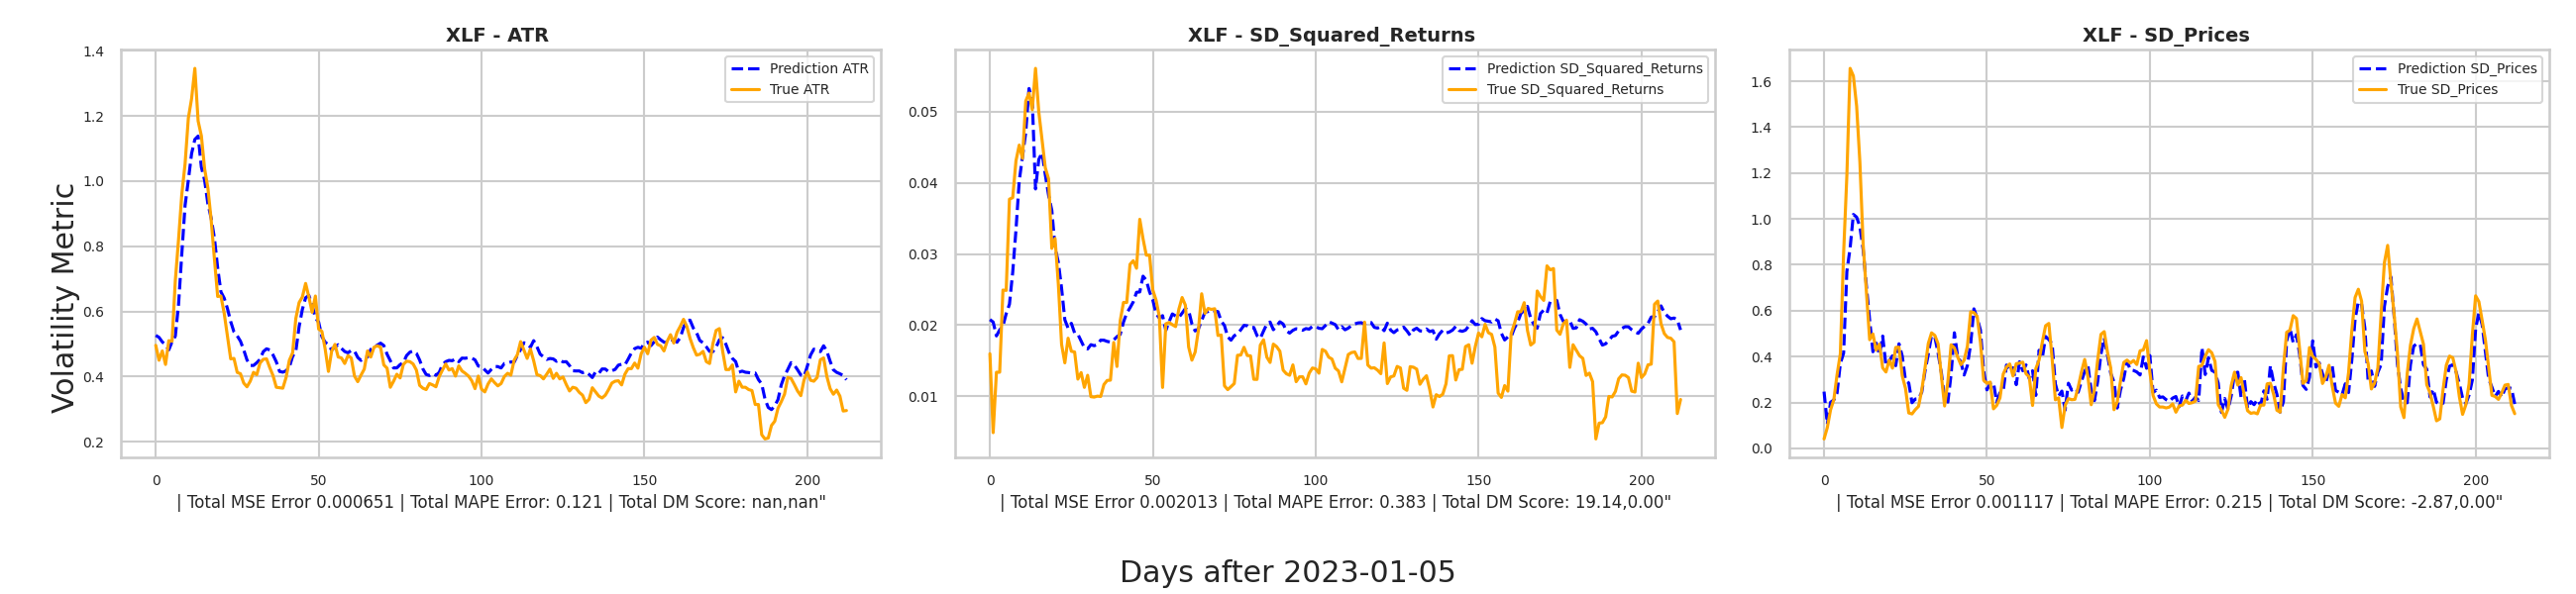 XLF - ATR
1.4
1.2
1.0
0.8
0.6
0.4
0.2
0 50 100 150 200
Prediction ATR
True ATR
| Total MSE Error 0.000651 | Total MAPE Error: 0.121 | Total DM Score: nan,nan"
XLF - SD_Squared_Returns
0.05
0.04
0.03
0.02
0.01
0 50 100 150 200
Prediction SD_Squared_Returns
True SD_Squared_Returns
| Total MSE Error 0.002013 | Total MAPE Error: 0.383 | Total DM Score: 19.14,0.00"
XLF - SD_Prices
1.6
1.4
1.2
1.0
0.8
0.6
0.4
0.2
0.0
0 50 100 150 200
Prediction SD_Prices
True SD_Prices
| Total MSE Error 0.001117 | Total MAPE Error: 0.215 | Total DM Score: -2.87,0.00"
Volatility Metric
Days after 2023-01-05